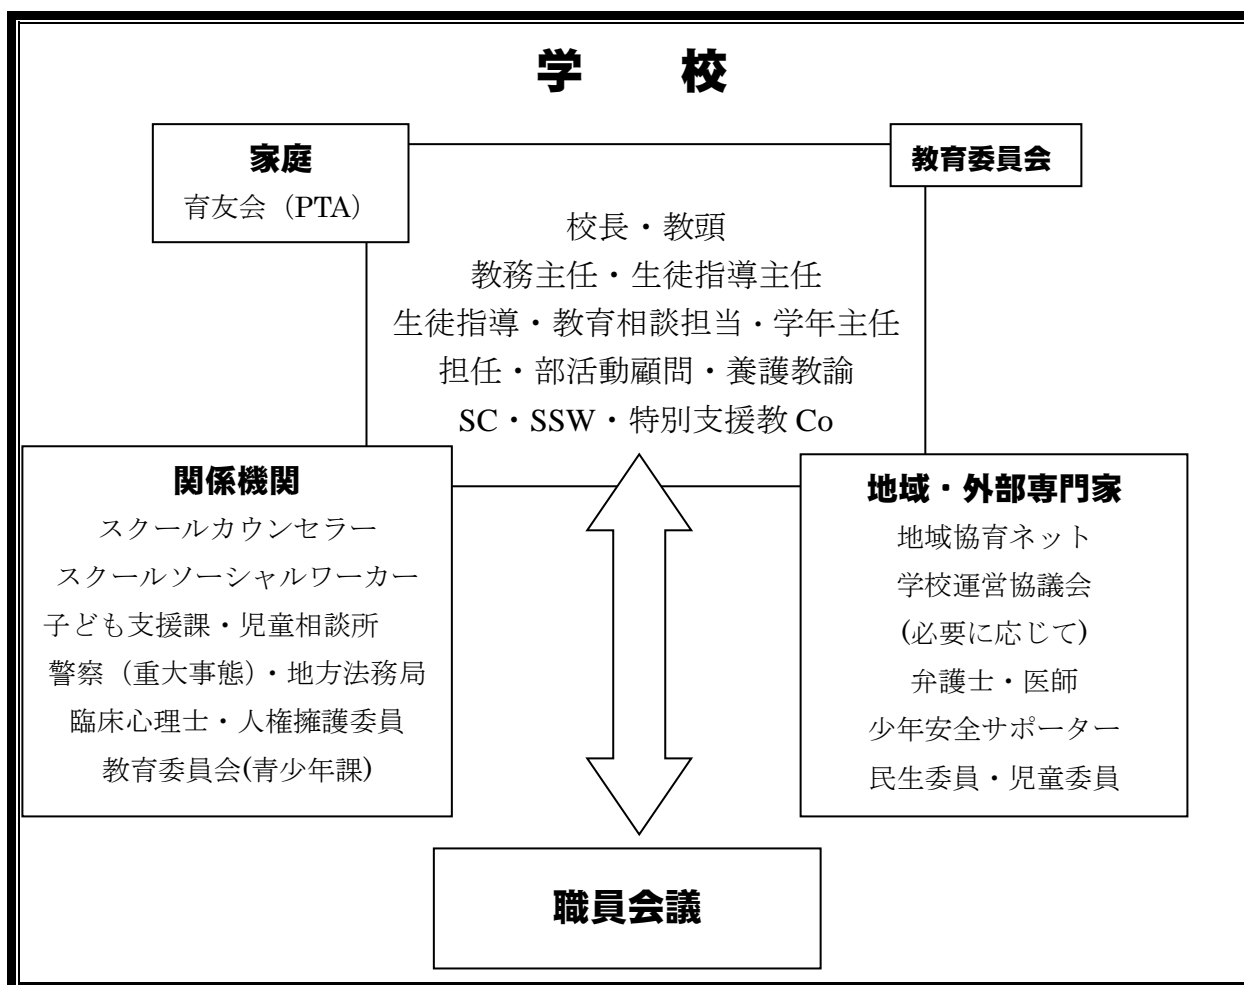 学　校
家庭
育友会（PTA）
教育委員会
校長・教頭
教務主任・生徒指導主任
生徒指導・教育相談担当・学年主任
担任・部活動顧問・養護教諭
SC・SSW・特別支援教 Co
関係機関
スクールカウンセラー
スクールソーシャルワーカー
子ども支援課・児童相談所
警察（重大事態）・地方法務局
臨床心理士・人権擁護委員
教育委員会(青少年課)
地域・外部専門家
地域協育ネット
学校運営協議会
(必要に応じて)
弁護士・医師
少年安全サポーター
民生委員・児童委員
職員会議